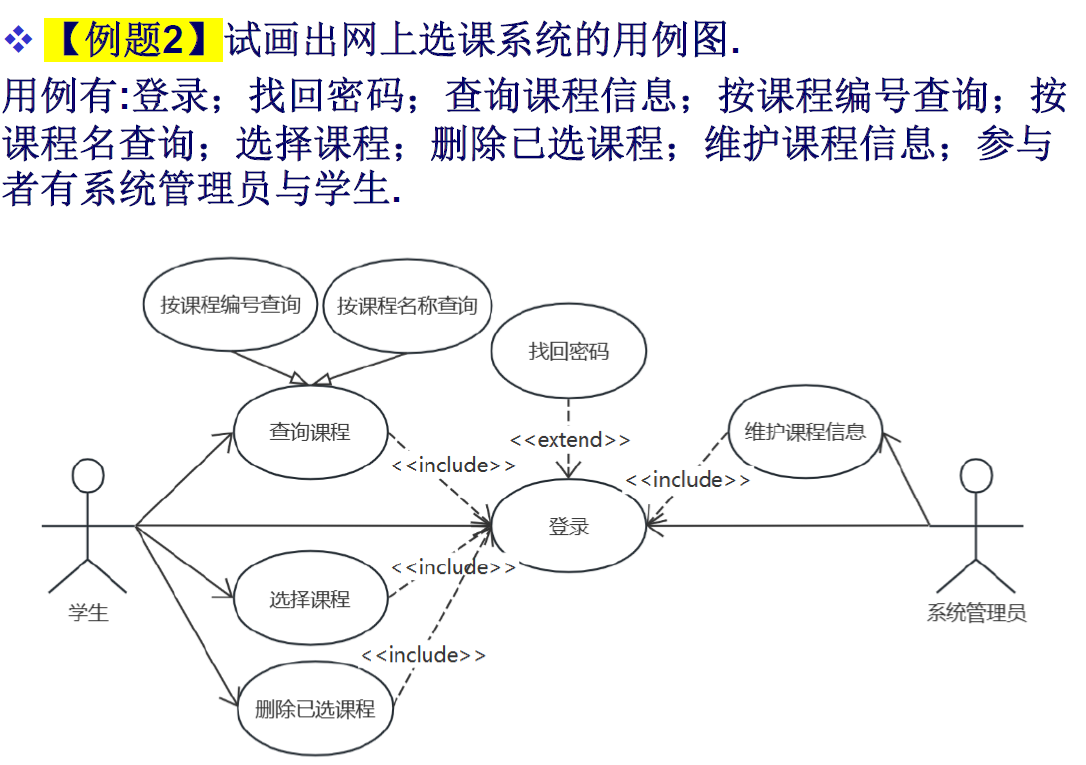 【例题2】试画出网上选课系统的用例图.
用例有:登录；找回密码；查询课程信息；按课程编号查询；按
课程名查询；选择课程；删除已选课程；维护课程信息；参与
者有系统管理员与学生.
按课程编号查询
按课程名称查询
找回密码
查询课程
维护课程信息
<<extend>>
<<include>>
<<include>>
登录
<<include>>
选择课程
学生
系统管理员
<<include>>
删除已选课程